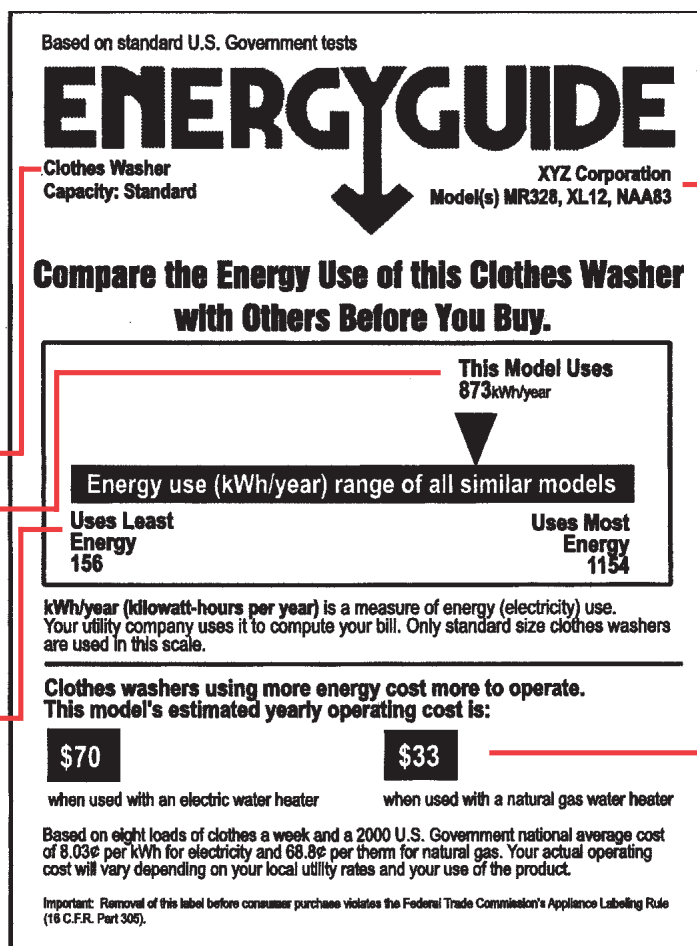 Based on standard U.S. Government tests
ENERGYGUIDE
Clothes Washer
Capacity: Standard
XYZ Corporation
Model(s) MR328, XL12, NAA83
Compare the Energy Use of this Clothes Washer
with Others Before You Buy.
This Model Uses
873kWh/year
Energy use (kWh/year) range of all similar models
Uses Least
Energy
156
Uses Most
Energy
1154
kWh/year (kilowatt-hours per year) is a measure of energy (electricity) use.
Your utility company uses it to compute your bill. Only standard size clothes washers
are used in this scale.
Clothes washers using more energy cost more to operate.
This model's estimated yearly operating cost is:
$70
when used with an electric water heater
$33
when used with a natural gas water heater
Based on eight loads of clothes a week and a 2000 U.S. Government national average cost
of 8.03¢ per kWh for electricity and 68.8¢ per therm for natural gas. Your actual operating
cost will vary depending on your local utility rates and your use of the product.
Important: Removal of this label before consumer purchase violates the Federal Trade Commission's Appliance Labeling Rule
(16 C.F.R. Part 305).